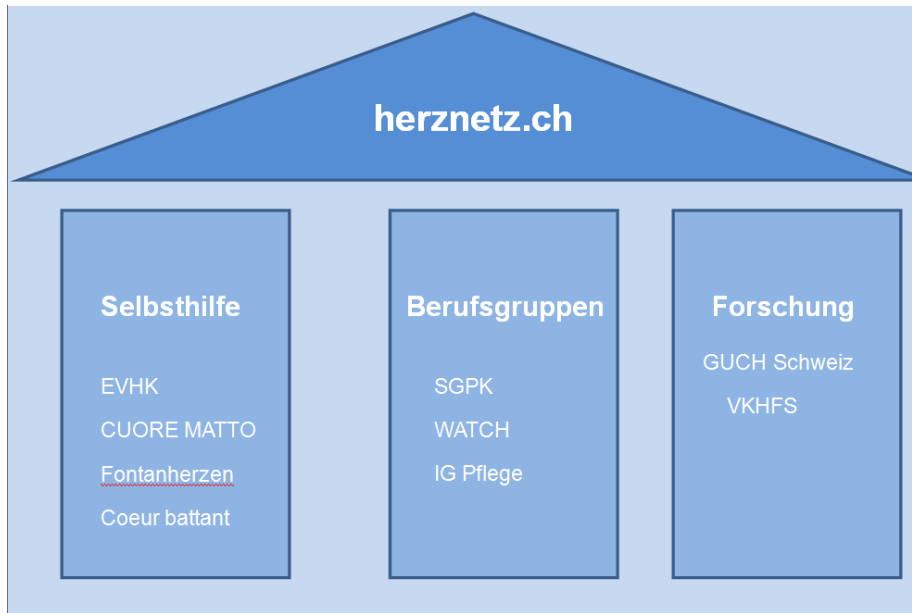 herznetz.ch
Selbsthilfe
EVHK
CUORE MATTO
Fontanherzen
Coeur battant
Berufsgruppen
SGPK
WATCH
IG Pflege
Forschung
GUCH Schweiz
VKHFS